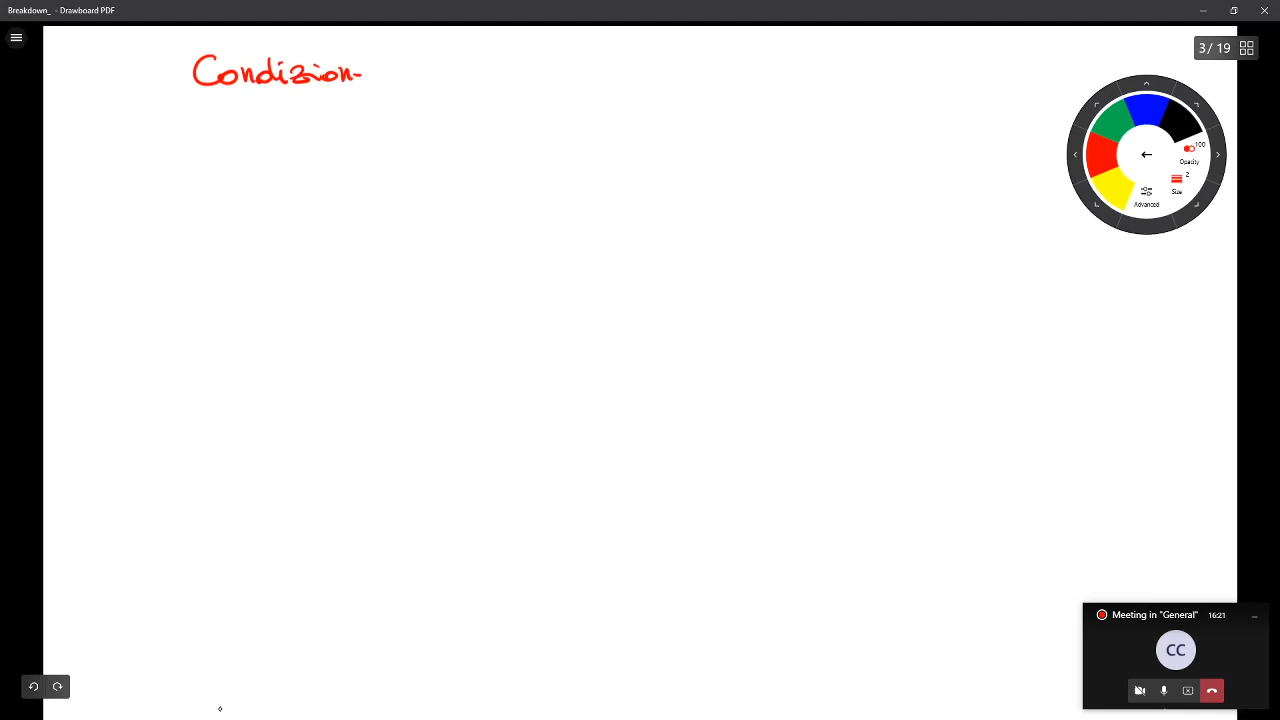 Breakdown_ - Drawboard PDF
3 / 19
Condizion
100
Opacity
2
Size
Advanced
Meeting in "General" 16:21
CC